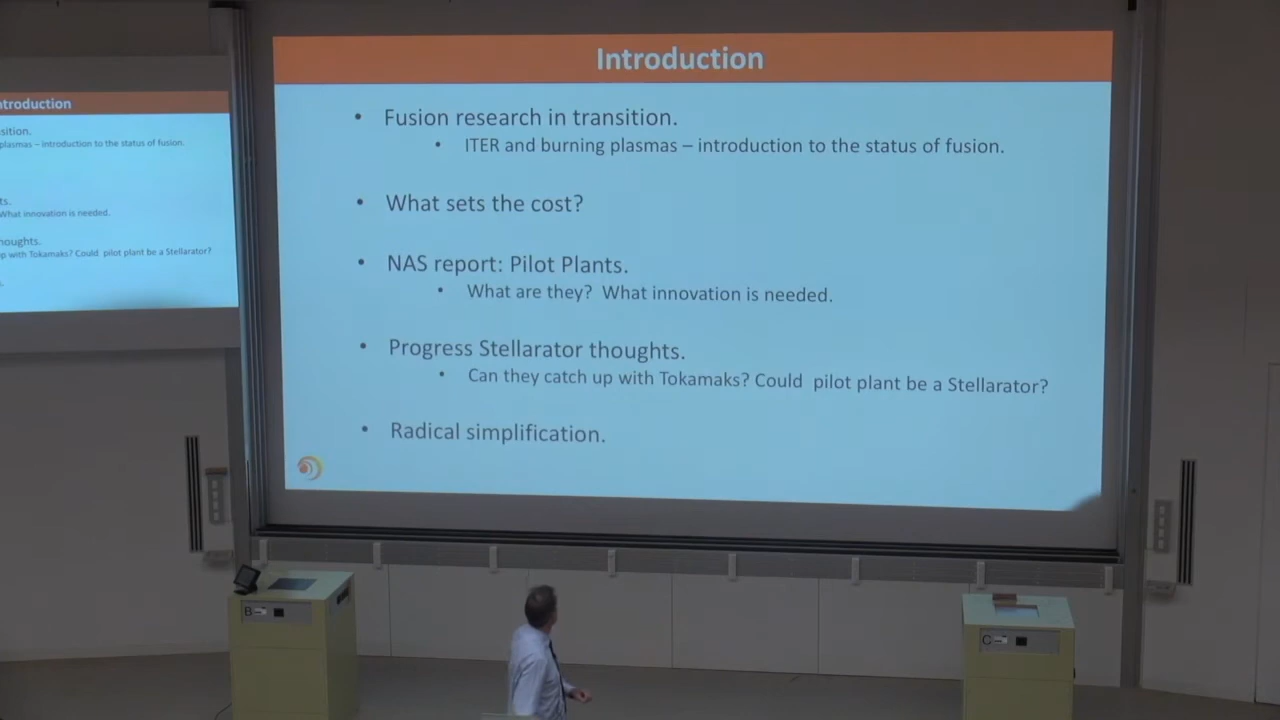 Introduction
• Fusion research in transition.
• ITER and burning plasmas – introduction to the status of fusion.
• What sets the cost?
• NAS report: Pilot Plants.
• What are they? What innovation is needed.
• Progress Stellarator thoughts.
• Can they catch up with Tokamaks? Could pilot plant be a Stellarator?
• Radical simplification.
ntroduction
sition.
plasmas – introduction to the status of fusion.
ts.
What innovation is needed.
houghts.
p with Tokamaks? Could pilot plant be a Stellarator?
B
C